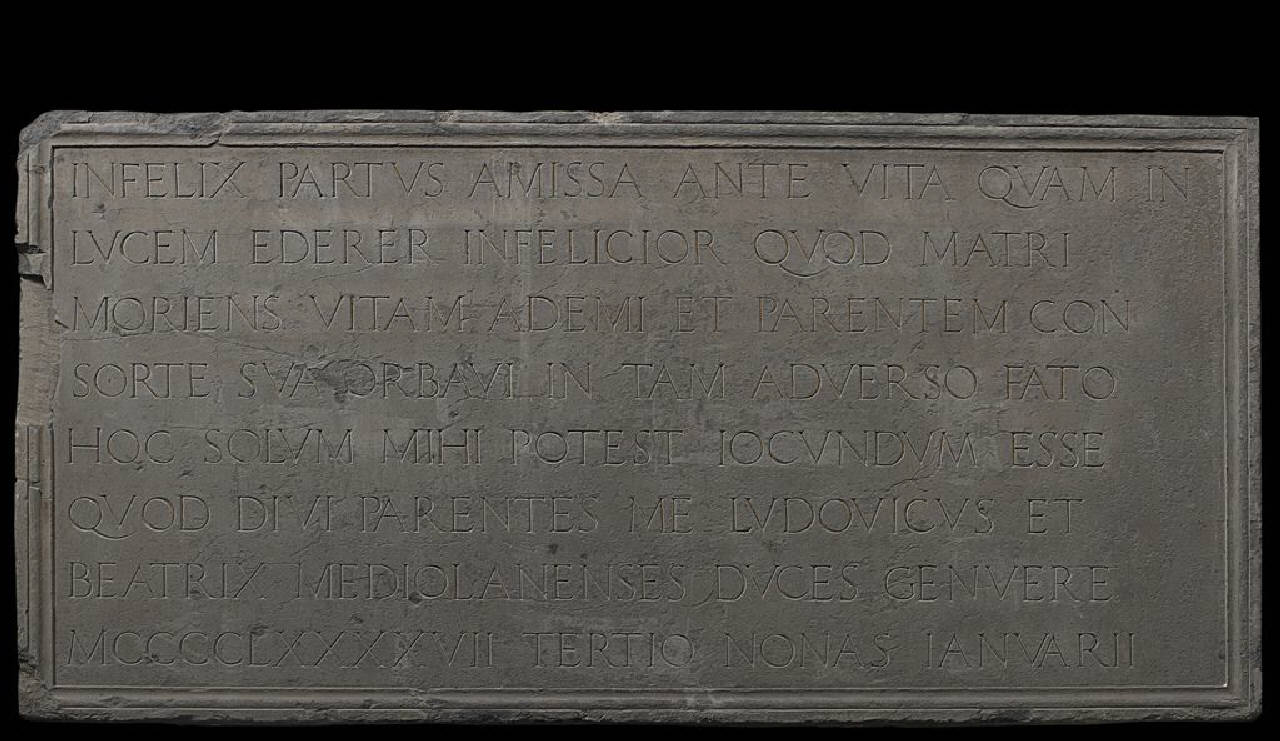 INFELIX PARTVS AMISSA ANTE VITA QVAM IN
LVCEM EDERER INFELICIOR QVOD MATRI
MORIENS VITAM ADEMI ET PARENTEM CON
SORTE SVA ORBAVI IN TAM ADVERSO FATO
HOC SOLVM MIHI POTEST IOCVNDVM ESSE
QVOD DIVI PARENTES ME LVDOVICVS ET
BEATRIX MEDIOLANENSES DVCES GENVERE
MCCCCLXXXXVII TERTIO NONAS IANVARII